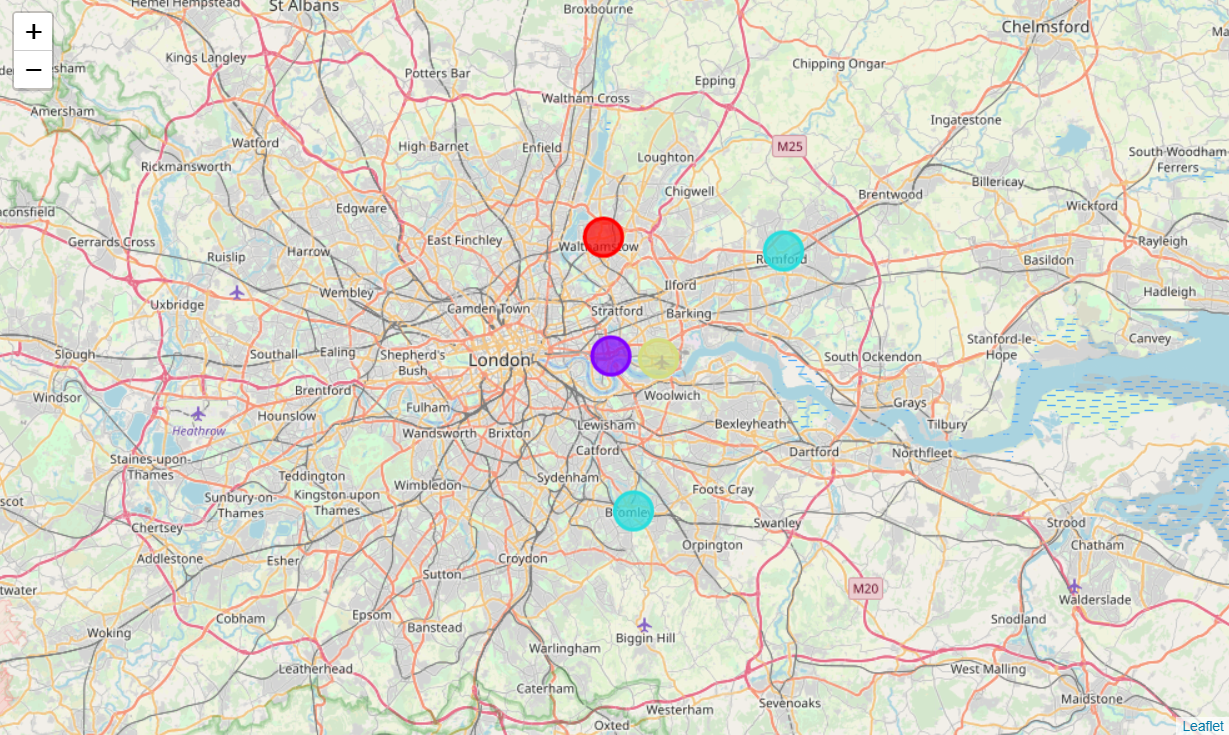 Hemel Hempstead
St Albans
Broxbourne
Chelmsford
+
−
Kings Langley
Potters Bar
Epping
Chipping Ongar
Amersham
Waltham Cross
Ingatestone
Watford
High Barnet
Enfield
Loughton
M25
South-Woodham-
Ferrers
Rickmansworth
Chigwell
Brentwood
Billericay
Wickford
Edgware
East Finchley
Walthamstow
Gerrards Cross
Ruislip
Harrow
Romford
Rayleigh
Basildon
Uxbridge
Wembley
Camden Town
Stratford
Ilford
Barking
Hadleigh
Slough
Southall
Ealing
Shepherd's
Bush
London
South Ockendon
Stanford-le-
Hope
Canvey
Windsor
Brentford
Fulham
Woolwich
Grays
Heathrow
Hounslow
Wandsworth
Brixton
Lewisham
Bexleyheath
Tilbury
Staines-upon-
Thames
Catford
Dartford
Northfleet
Teddington
Wimbledon
Sydenham
Foots Cray
Sunbury-on-
Thames
Kingston upon
Thames
Bromley
Swanley
Strood
Chertsey
Addlestone
Esher
Croydon
Orpington
Chatham
Sutton
M20
Walderslade
Cobham
Epsom
Banstead
Biggin Hill
Snodland
Woking
Leatherhead
Warlingham
West Malling
Caterham
Westerham
Sevenoaks
Maidstone
Oxted
Leaflet